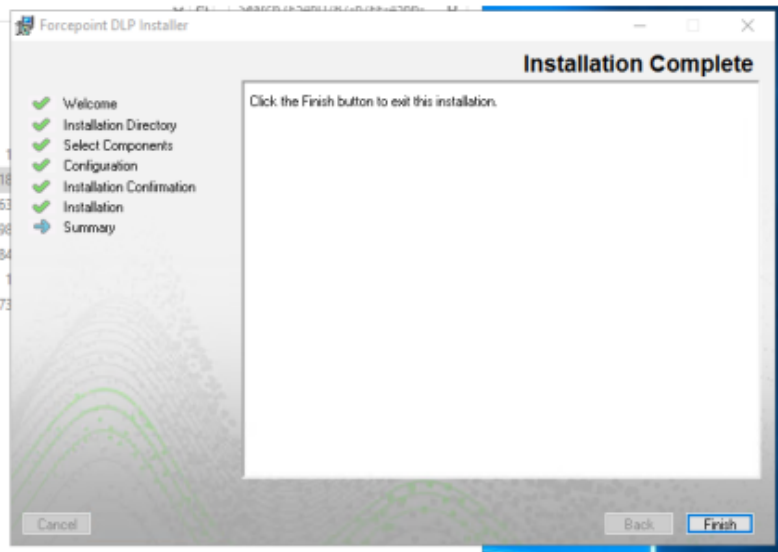 Forcepoint DLP Installer
Installation Complete
Welcome
Installation Directory
Select Components
Configuration
Installation Confirmation
Installation
Summary
Click the Finish button to exit this installation.
Cancel
Back
Finish